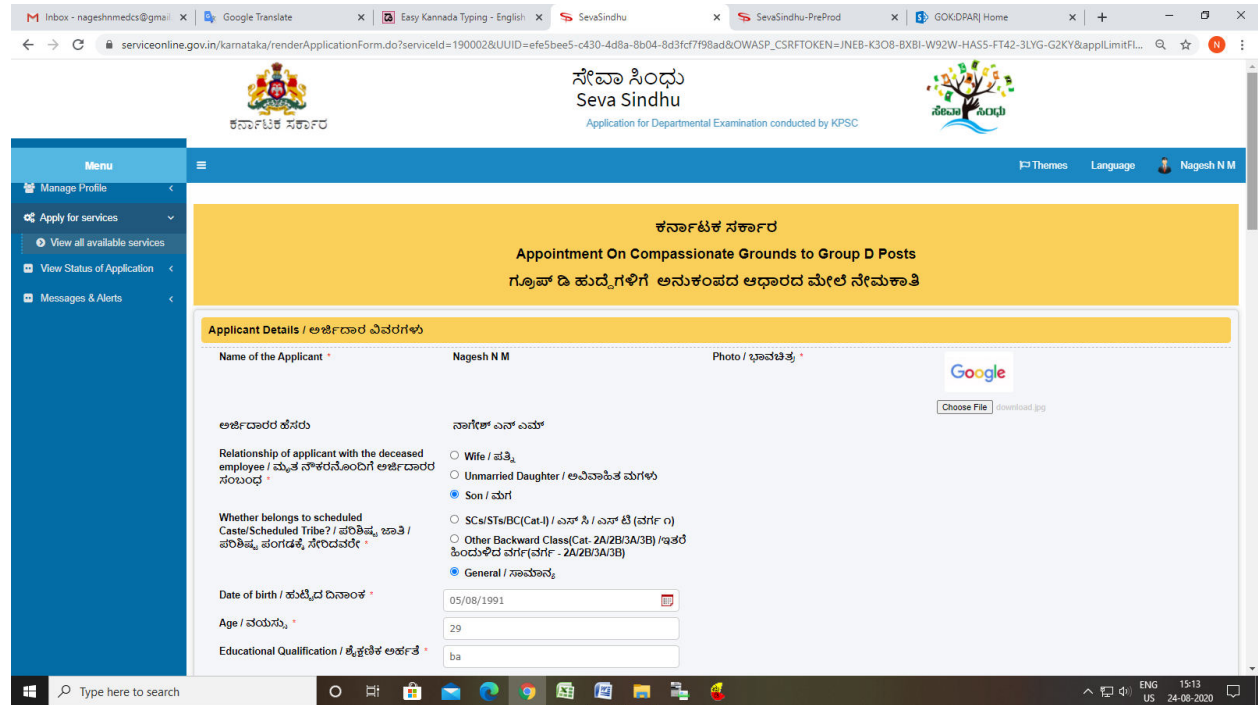 Inbox - nageshnmedcs@gmail.
Google Translate
Easy Kannada Typing - English
SevaSindhu
SevaSindhu-PreProd
GOK:DPAR| Home
serviceonline.gov.in/karnataka/renderApplicationForm.do?serviceId=190002&UUID=efe5bee5-c430-4d8a-8b04-8d3fcf7f98ad&OWASP_CSRFTOKEN=JNEB-K3O8-BXBI-W92W-HAS5-FT42-3LYG-G2KY&applLimitFl...
N
ಕರ್ನಾಟಕ ಸರ್ಕಾರ
ಸೇವಾ ಸಿಂಧು
Seva Sindhu
Application for Departmental Examination conducted by KPSC
ಸೇವಾ ಸಿಂಧು
Menu
Themes
Language
Nagesh N M
Manage Profile
Apply for services
View all available services
View Status of Application
Messages & Alerts
ಕರ್ನಾಟಕ ಸರ್ಕಾರ
Appointment On Compassionate Grounds to Group D Posts
ಗ್ರೂಪ್ ಡಿ ಹುದ್ದೆಗಳಿಗೆ ಅನುಕಂಪದ ಆಧಾರದ ಮೇಲೆ ನೇಮಕಾತಿ
Applicant Details / ಅರ್ಜಿದಾರ ವಿವರಗಳು
Name of the Applicant *
Nagesh N M
Photo / ಭಾವಚಿತ್ರ *
Google
Choose File download.jpg
ಅರ್ಜಿದಾರರ ಹೆಸರು
ನಾಗೇಶ್ ಎನ್ ಎಮ್
Relationship of applicant with the deceased
employee / ಮೃತ ನೌಕರನೊಂದಿಗೆ ಅರ್ಜಿದಾರರ
ಸಂಬಂಧ *
Wife / ಪತ್ನಿ
Unmarried Daughter / ಅವಿವಾಹಿತ ಮಗಳು
Son / ಮಗ
Whether belongs to scheduled
Caste/Scheduled Tribe? / ಪರಿಶಿಷ್ಟ ಜಾತಿ /
ಪರಿಶಿಷ್ಟ ಪಂಗಡಕ್ಕೆ ಸೇರಿದವರೇ *
SCs/STs/BC(Cat-I) / ಎಸ್ ಸಿ / ಎಸ್ ಟಿ (ವರ್ಗ ೧)
Other Backward Class(Cat- 2A/2B/3A/3B) /ಇತರೆ
ಹಿಂದುಳಿದ ವರ್ಗ(ವರ್ಗ - 2A/2B/3A/3B)
General / ಸಾಮಾನ್ಯ
Date of birth / ಹುಟ್ಟಿದ ದಿನಾಂಕ *
05/08/1991
Age / ವಯಸ್ಸು *
29
Educational Qualification / ಶೈಕ್ಷಣಿಕ ಅರ್ಹತೆ *
ba
Type here to search
ENG
US
15:13
24-08-2020